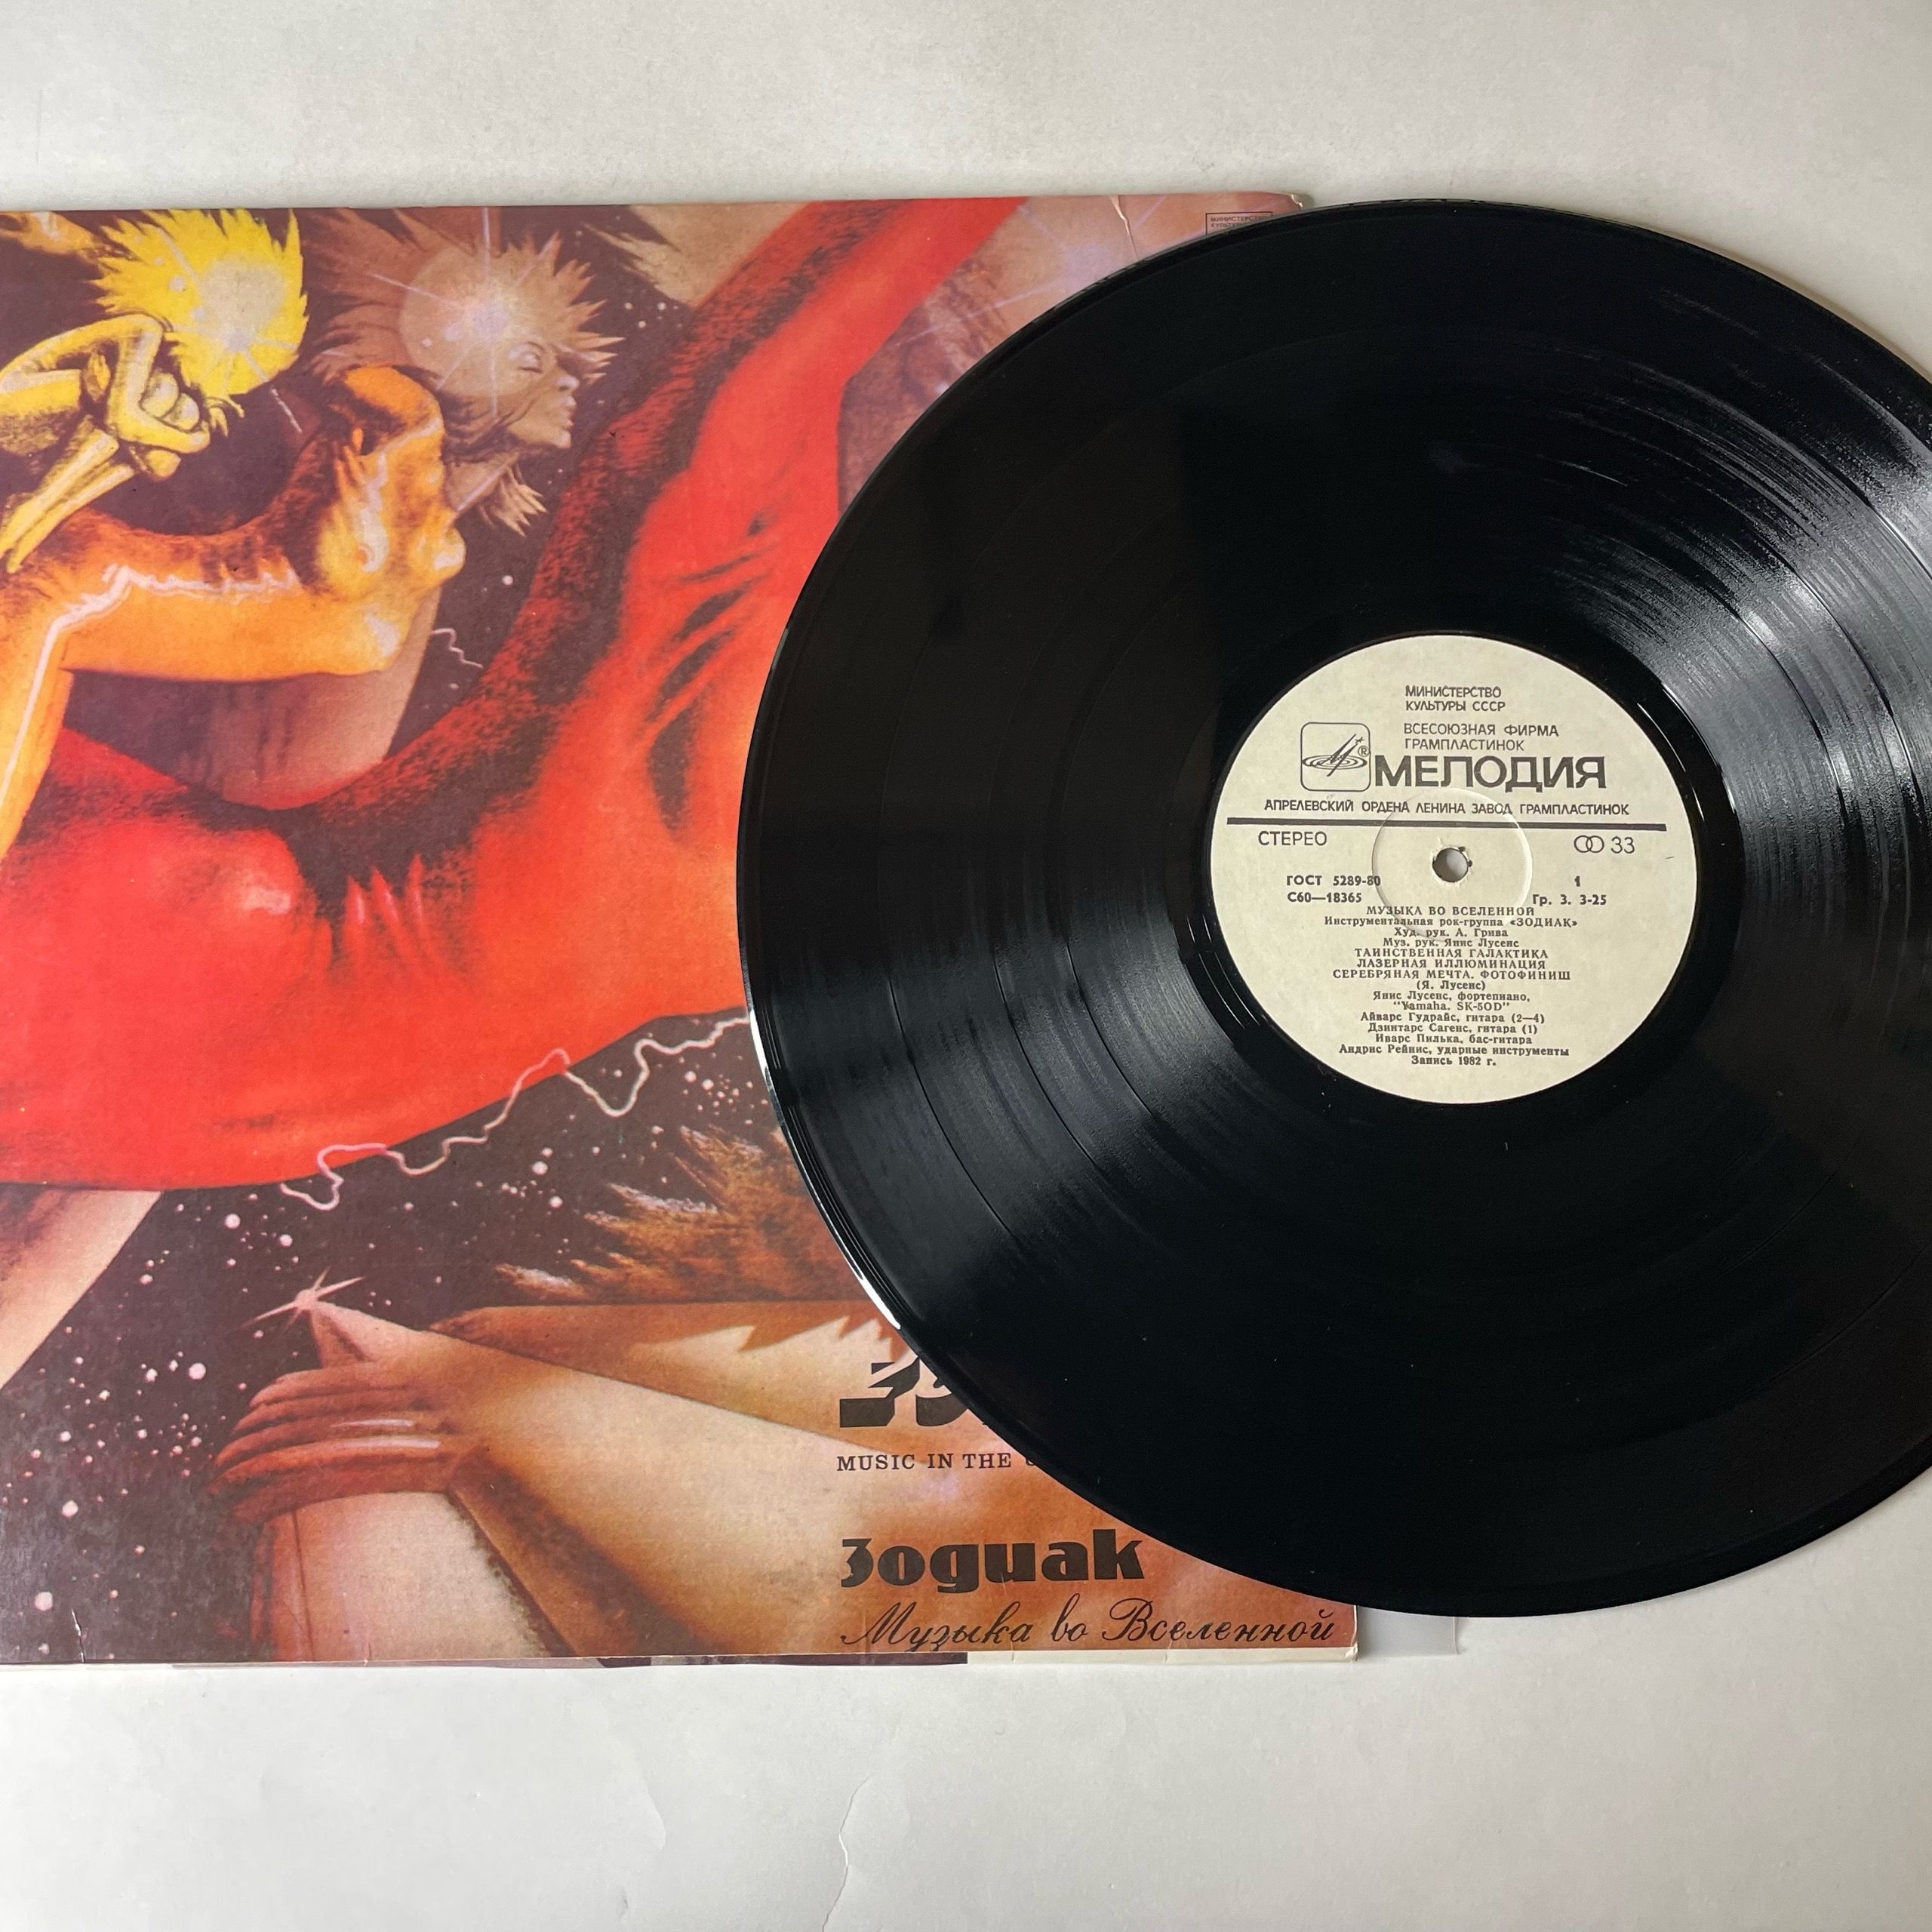 МИНИСТЕРСТВО
МИНИСТЕРСТВО
КУЛЬТУРЫ СССР
ВСЕСОЮЗНАЯ ФИРМА
ГРАМПЛАСТИНОК
МЕЛОДИЯ
АПРЕЛЕВСКИЙ ОРДЕНА ЛЕНИНА ЗАВОД ГРАМПЛАСТИНОК
СТЕРЕО 33
ГОСТ 5289-80 1
С60—18365 Гр. 3. 3-25
МУЗЫКА ВО ВСЕЛЕННОЙ
Инструментальная рок-группа «ЗОДИАК»
Худ. рук. А. Грива
Муз. рук. Янис Лусенс
ТАИНСТВЕННАЯ ГАЛАКТИКА
ЛАЗЕРНАЯ ИЛЛЮМИНАЦИЯ
СЕРЕБРЯНАЯ МЕЧТА. ФОТОФИНИШ
(Я. Лусенс)
Янис Лусенс, фортепиано,
"Yamaha. SK-50D"
Айварс Гудрайс, гитара (2—4)
Дзинтарс Сагенс, гитара (1)
Иварс Пилька, бас-гитара
Андрис Рейнис, ударные инструменты
Запись 1982 г.
MUSIC IN THE
Зодиак
Музыка во Вселенной